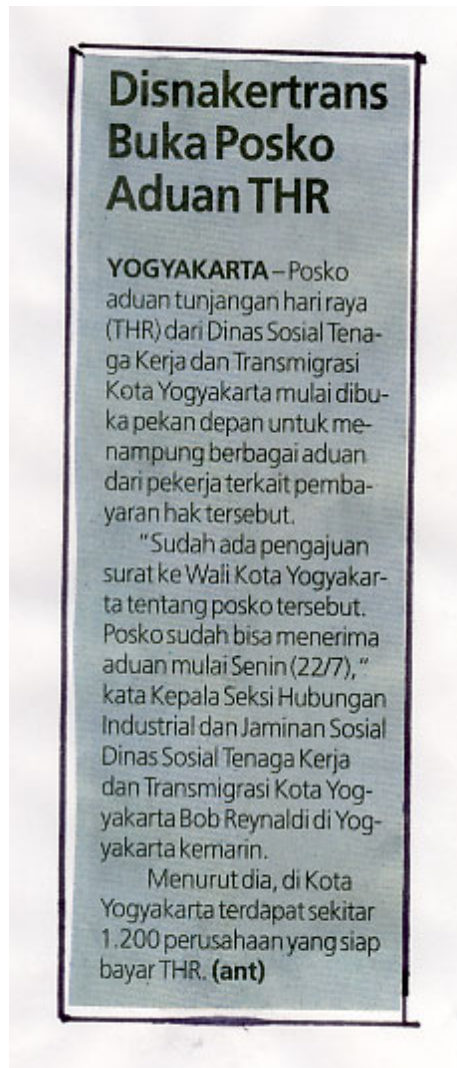 Disnakertrans
Buka Posko
Aduan THR
YOGYAKARTA – Posko
aduan tunjangan hari raya
(THR) dari Dinas Sosial Tena-
ga Kerja dan Transmigrasi
Kota Yogyakarta mulai dibu-
ka pekan depan untuk me-
nampung berbagai aduan
dari pekerja terkait pemba-
yaran hak tersebut.
"Sudah ada pengajuan
surat ke Wali Kota Yogyakar-
ta tentang posko tersebut.
Posko sudah bisa menerima
aduan mulai Senin (22/7),"
kata Kepala Seksi Hubungan
Industrial dan Jaminan Sosial
Dinas Sosial Tenaga Kerja
dan Transmigrasi Kota Yog-
yakarta Bob Reynaldi di Yog-
yakarta kemarin.
Menurut dia, di Kota
Yogyakarta terdapat sekitar
1.200 perusahaan yang siap
bayar THR. (ant)